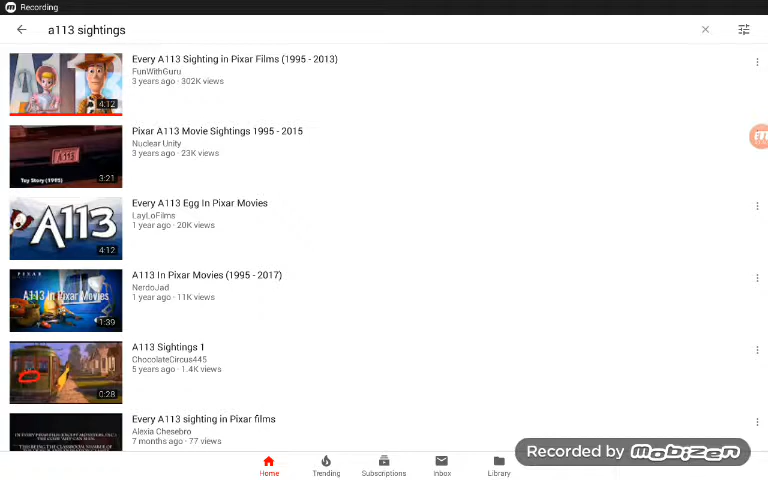 Recording
a113 sightings
Every A113 Sighting in Pixar Films (1995 - 2013)
FunWithGuru
3 years ago · 302K views
4:12
Pixar A113 Movie Sightings 1995 - 2015
Nuclear Unity
3 years ago · 23K views
A113
Toy Story (1995)
3:21
Every A113 Egg In Pixar Movies
LayLoFilms
1 year ago · 20K views
A113
4:12
A113 In Pixar Movies (1995 - 2017)
NerdoJad
1 year ago · 11K views
PIXAR
A113 In Pixar Movies
1:39
A113 Sightings 1
ChocolateCircus445
5 years ago · 1.4K views
0:28
Every A113 sighting in Pixar films
Alexia Chesebro
7 months ago · 77 views
Recorded by mobizen
Home
Trending
Subscriptions
Inbox
Library